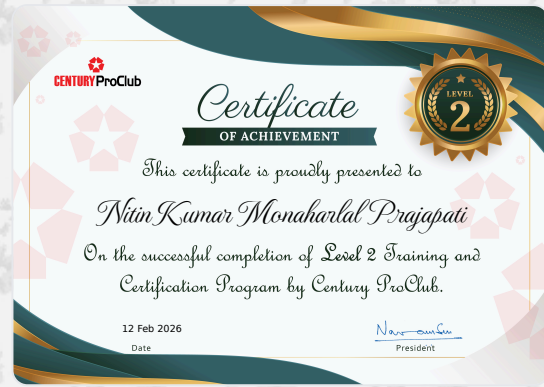 CENTURY ProClub
Certificate
OF ACHIEVEMENT
LEVEL
2
This certificate is proudly presented to
Nitin Kumar Monaharlal Prajapati
On the successful completion of Level 2 Training and
Certification Program by Century ProClub.
12 Feb 2026
Date
President